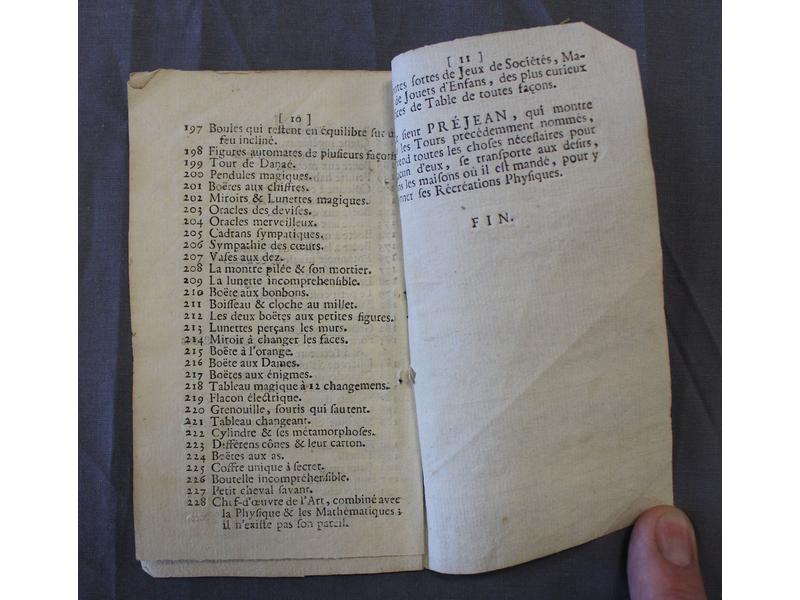 [ 10 ]
197 Boules qui restent en équilibre sur un
feu incliné.
198 Figures automates de plusieurs façons
199 Tour de Danaé.
200 Pendules magiques.
201 Boëtes aux chiffres.
202 Miroirs & Lunettes magiques.
203 Oracles des devises.
204 Oracles merveilleux.
205 Cadrans sympatiques.
206 Sympathie des cœurs.
207 Vases aux dez.
208 La montre pilée & son mortier.
209 La lunette incompréhensible.
210 Boëte aux bonbons.
211 Boisseau & cloche au millet.
212 Les deux boëtes aux petites figures.
213 Lunettes perçans les murs.
214 Miroir à changer les faces.
215 Boëte à l'orange.
216 Boëte aux Dames.
217 Boëtes aux énigmes.
218 Tableau magique à 12 changemens.
219 Flacon électrique.
220 Grenouille, souris qui sautent.
221 Tableau changeant.
222 Cylindre & ses métamorphoses.
223 Différens cônes & leur carton.
224 Boëtes aux as.
225 Coffre unique à secret.
226 Bouteille incompréhensible.
227 Petit cheval savant.
228 Chef-d'œuvre de l'Art, combiné avec
la Physique & les Mathématiques ;
il n'existe pas son pareil.
[ 11 ]
sortes de Jeux de Sociétés, Ma-
de Jouets d'Enfans, des plus curieux
de Table de toutes façons.
sieur PRÉJEAN, qui montre
les Tours précédemment nommés,
toutes les choses nécessaires pour
d'eux, se transporte aux desirs,
les maisons où il est mandé, pour y
ses Récréations Physiques.
FIN.